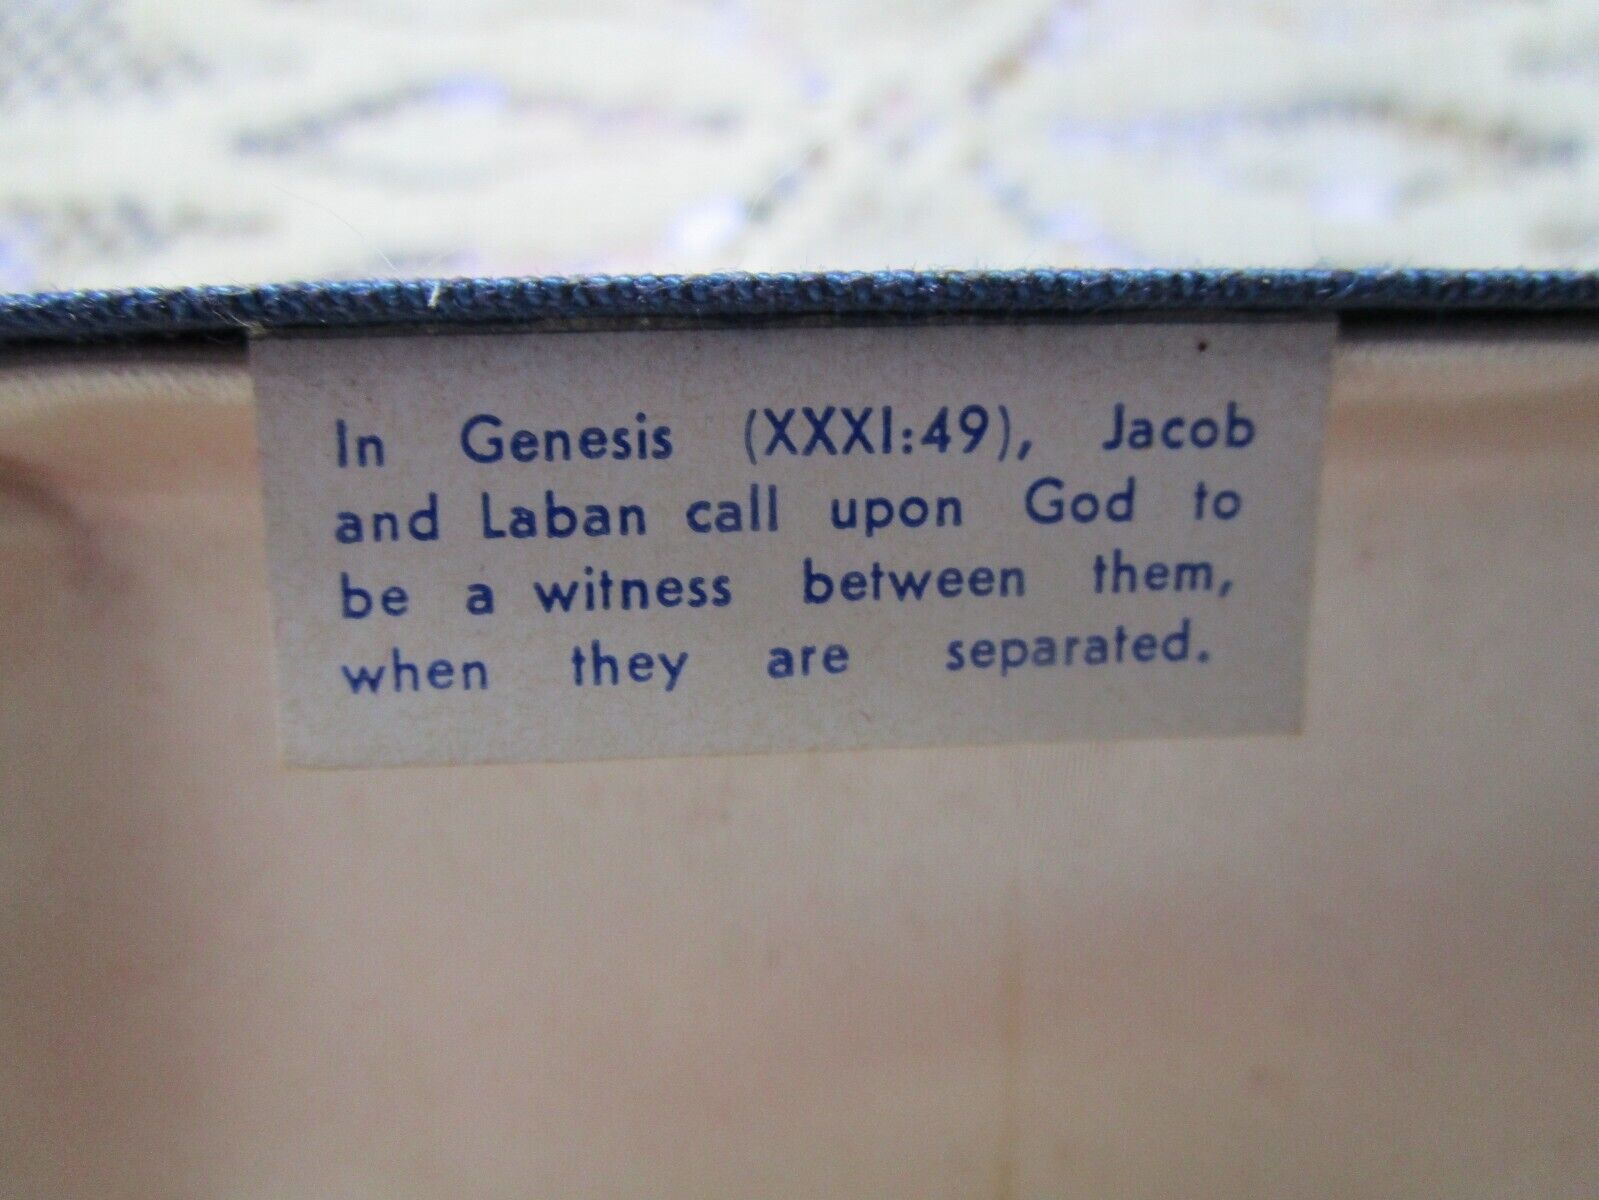 In Genesis (XXXI:49), Jacob
and Laban call upon God to
be a witness between them,
when they are separated.